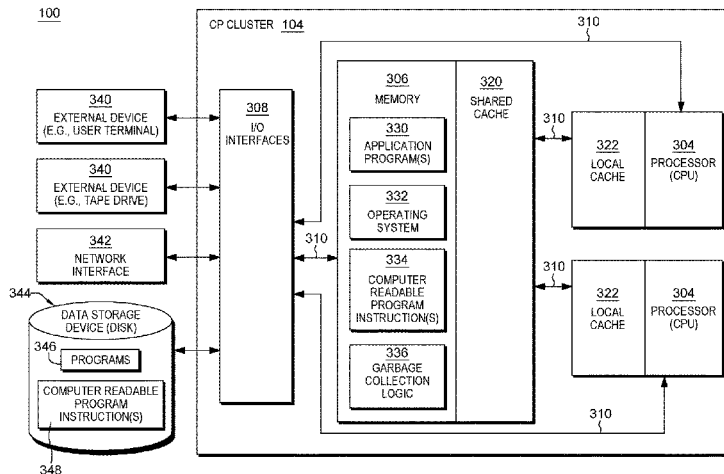 100
CP CLUSTER 104
310
340
EXTERNAL DEVICE
(E.G., USER TERMINAL)
340
EXTERNAL DEVICE
(E.G., TAPE DRIVE)
342
NETWORK
INTERFACE
344
DATA STORAGE
DEVICE (DISK)
346
PROGRAMS
COMPUTER READABLE
PROGRAM
INSTRUCTION(S)
348
308
I/O
INTERFACES
310
306
MEMORY
330
APPLICATION
PROGRAM(S)
332
OPERATING
SYSTEM
334
COMPUTER
READABLE
PROGRAM
INSTRUCTION(S)
336
GARBAGE
COLLECTION
LOGIC
320
SHARED
CACHE
310
322
LOCAL
CACHE
304
PROCESSOR
(CPU)
310
322
LOCAL
CACHE
304
PROCESSOR
(CPU)
310